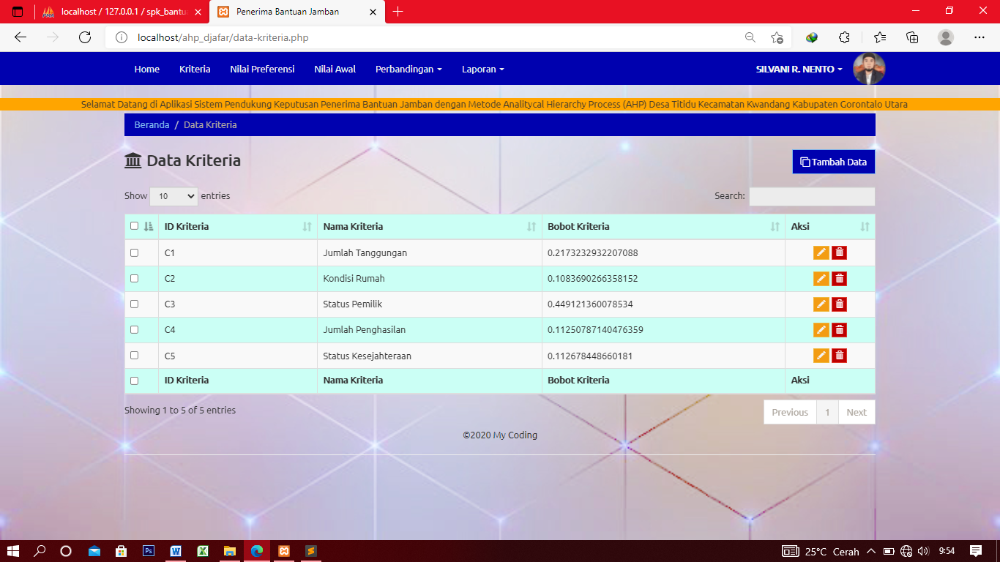 localhost / 127.0.0.1 / spk_bantua
Penerima Bantuan Jamban
localhost/ahp_djafar/data-kriteria.php
Home Kriteria Nilai Preferensi Nilai Awal Perbandingan Laporan SILVANI R. NENTO
Selamat Datang di Aplikasi Sistem Pendukung Keputusan Penerima Bantuan Jamban dengan Metode Analitycal Hierarchy Process (AHP) Desa Titidu Kecamatan Kwandang Kabupaten Gorontalo Utara
Beranda / Data Kriteria
Data Kriteria Tambah Data
Show 10 entries Search:
ID Kriteria Nama Kriteria Bobot Kriteria Aksi
C1 Jumlah Tanggungan 0.2173232932207088
C2 Kondisi Rumah 0.1083690266358152
C3 Status Pemilik 0.449121360078534
C4 Jumlah Penghasilan 0.11250787140476359
C5 Status Kesejahteraan 0.112678448660181
ID Kriteria Nama Kriteria Bobot Kriteria Aksi
Showing 1 to 5 of 5 entries Previous 1 Next
©2020 My Coding
25°C Cerah 9:54